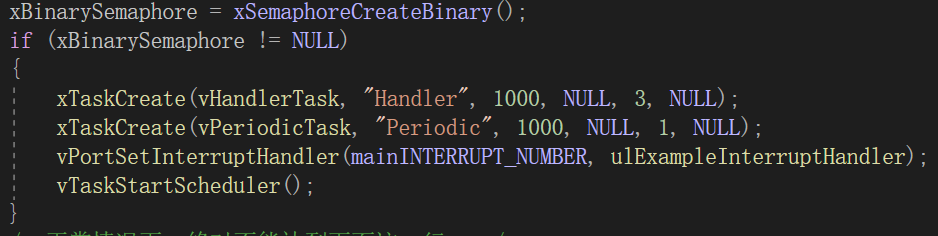 xBinarySemaphore = xSemaphoreCreateBinary();
if (xBinarySemaphore != NULL)
{
xTaskCreate(vHandlerTask, "Handler", 1000, NULL, 3, NULL);
xTaskCreate(vPeriodicTask, "Periodic", 1000, NULL, 1, NULL);
vPortSetInterruptHandler(mainINTERRUPT_NUMBER, ulExampleInterruptHandler);
vTaskStartScheduler();
}